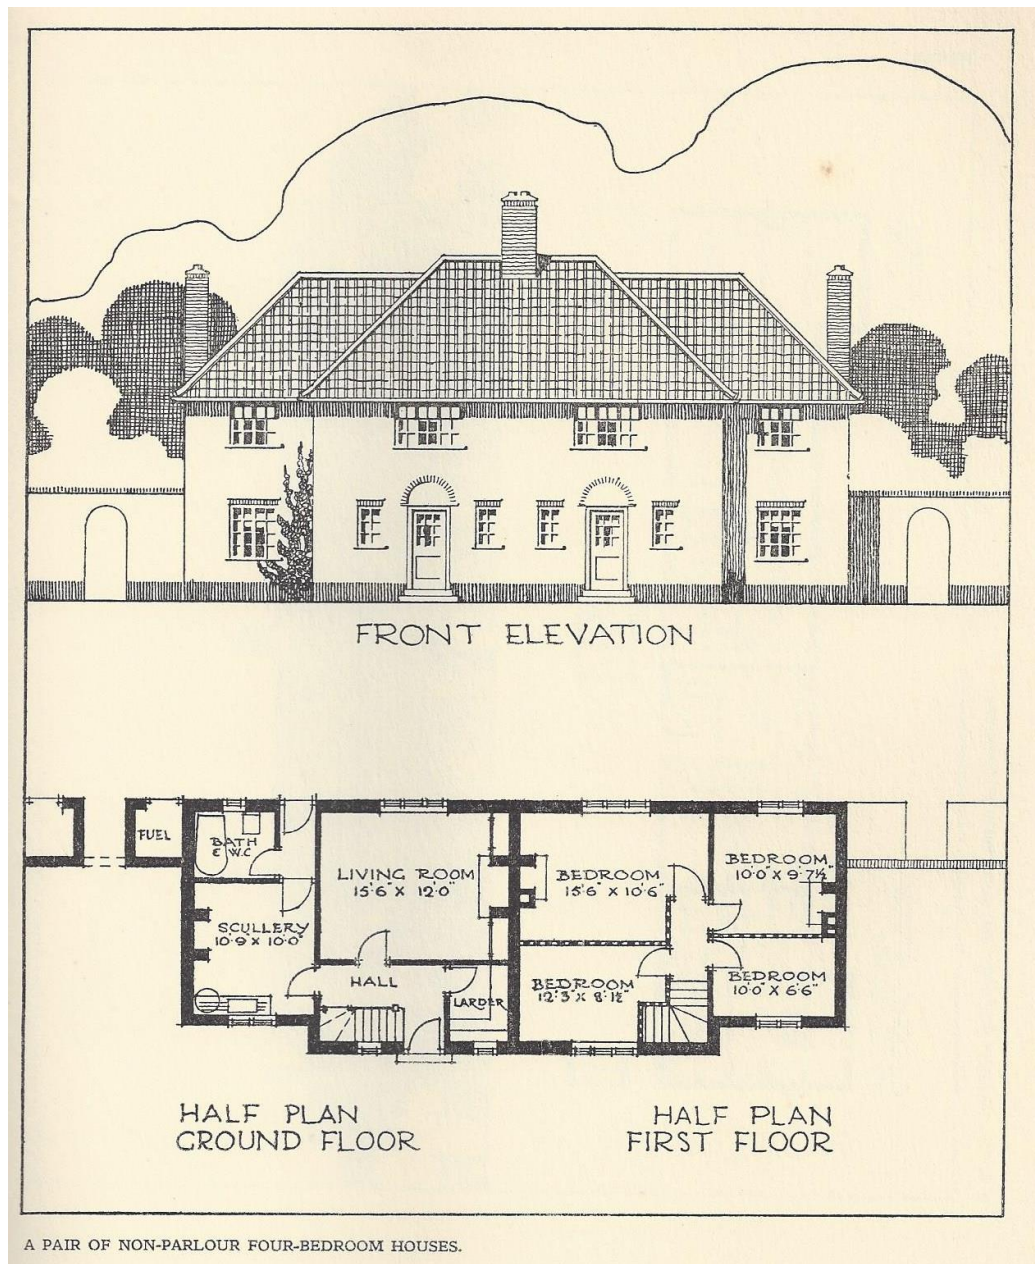 FRONT ELEVATION
FUEL
BATH
& W.C
LIVING ROOM
15'6" X 12'0"
SCULLERY
10'9 X 10'0"
HALL
LARDER
BEDROOM
15'6" X 10'6"
BEDROOM
10'0" X 9'7½"
BEDROOM
12'3" X 8'1½"
BEDROOM
10'0" X 6'6"
HALF PLAN
GROUND FLOOR
HALF PLAN
FIRST FLOOR
A PAIR OF NON-PARLOUR FOUR-BEDROOM HOUSES.